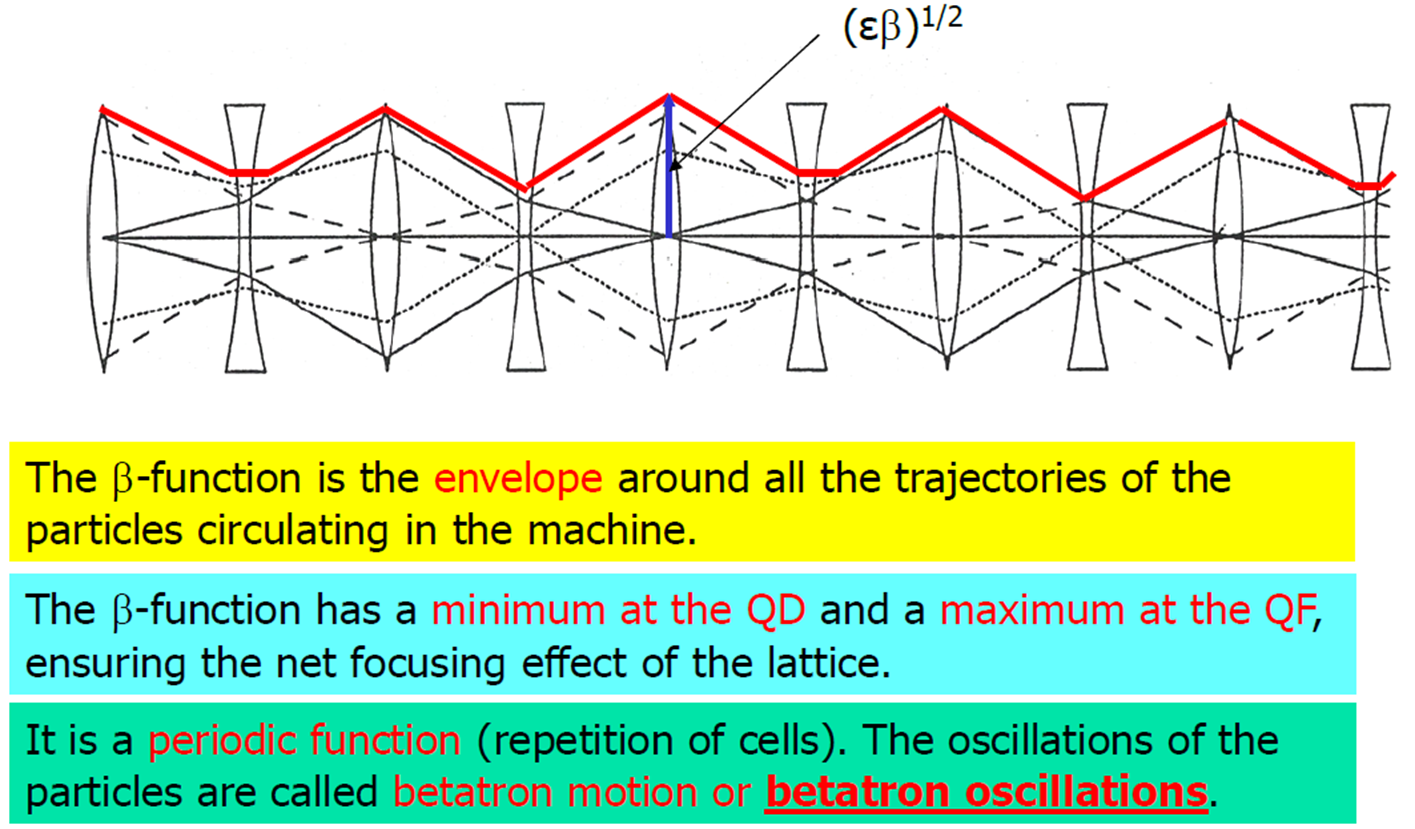 (εβ)1/2
The β-function is the envelope around all the trajectories of the
particles circulating in the machine.
The β-function has a minimum at the QD and a maximum at the QF,
ensuring the net focusing effect of the lattice.
It is a periodic function (repetition of cells). The oscillations of the
particles are called betatron motion or betatron oscillations.